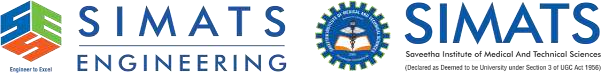 SIMATS
ENGINEERING
Engineer to Excel
SIMATS
Saveetha Institute of Medical And Technical Sciences
(Declared as Deemed to be University under Section 3 of UGC Act 1956)